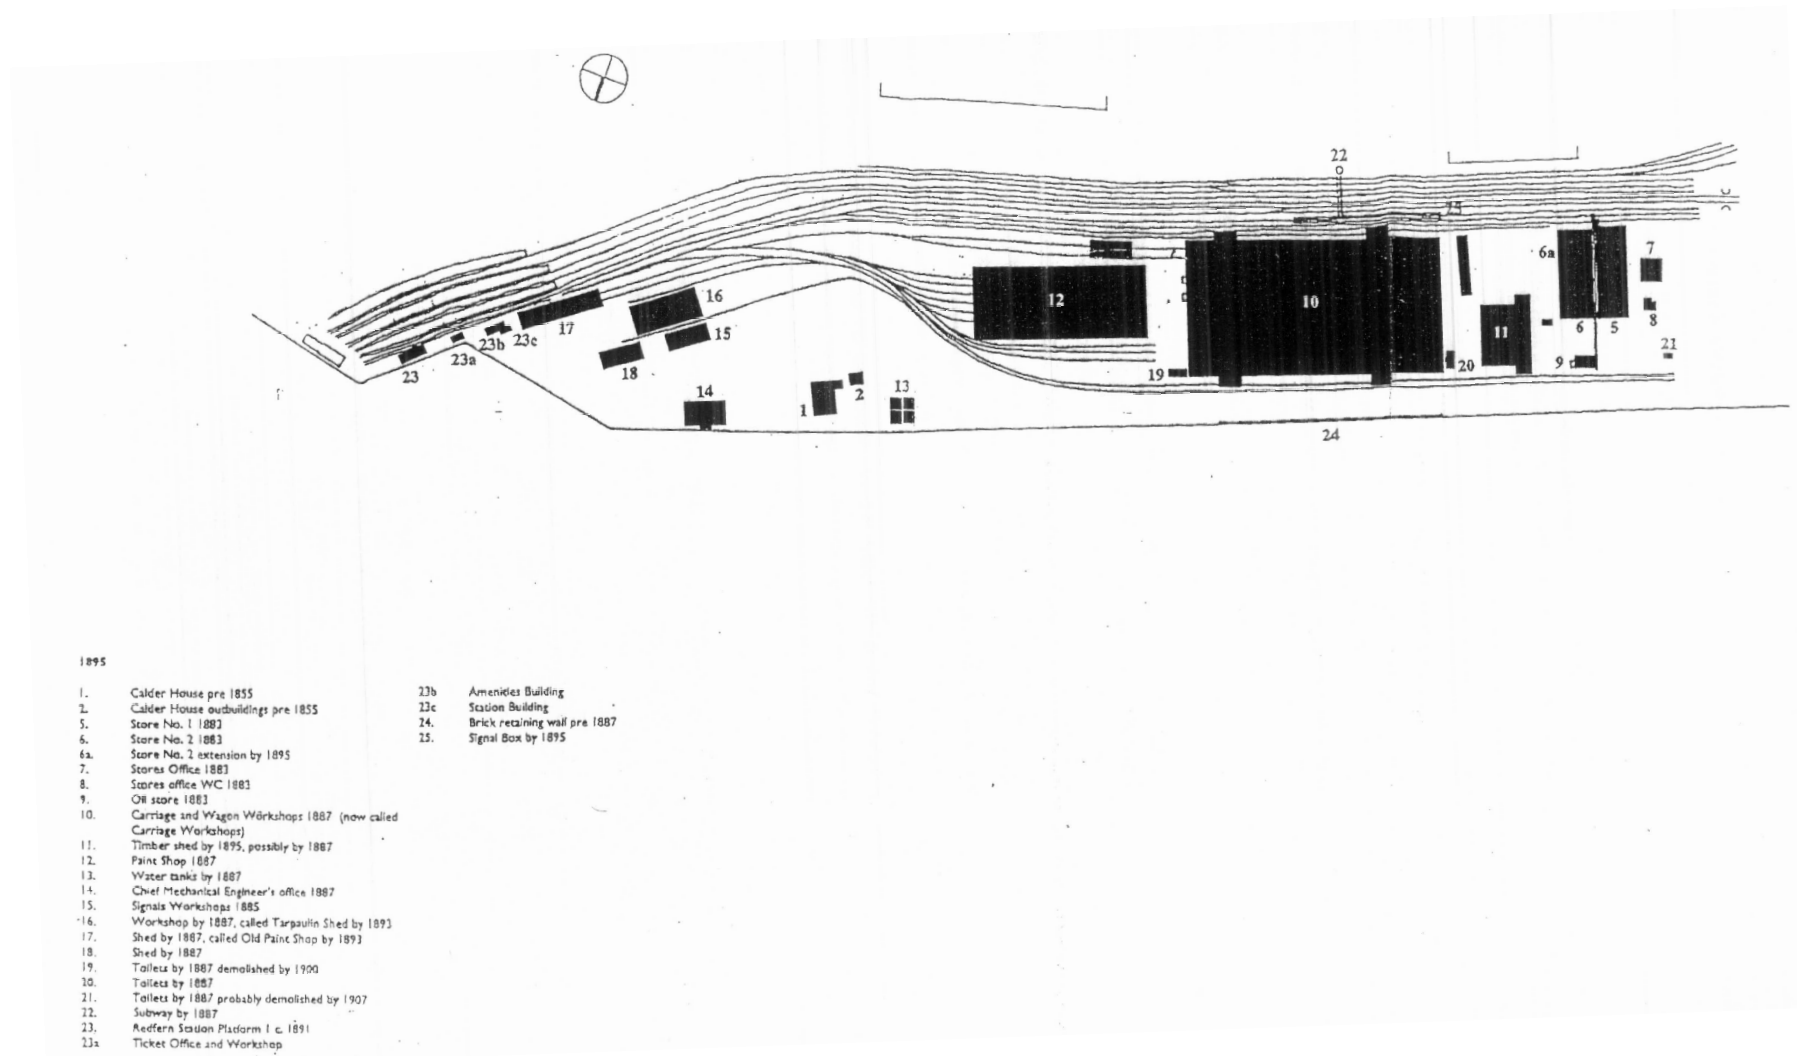 22
25
6a
7
16
12
10
17
15
23c
23b
11
6
5
8
23a
21
18
23
20
9
19
14
1
2
13
24
1895
1. Calder House pre 1855
2. Calder House outbuildings pre 1855
5. Store No. 1 1883
6. Store No. 2 1883
6a. Store No. 2 extension by 1895
7. Stores Office 1883
8. Stores office WC 1883
9. Oil store 1883
10. Carriage and Wagon Workshops 1887 (now called
Carriage Workshops)
11. Timber shed by 1895, possibly by 1887
12. Paint Shop 1887
13. Water tanks by 1887
14. Chief Mechanical Engineer's office 1887
15. Signals Workshops 1885
16. Workshop by 1887, called Tarpaulin Shed by 1893
17. Shed by 1887, called Old Paint Shop by 1893
18. Shed by 1887
19. Toilets by 1887 demolished by 1900
20. Toilets by 1887
21. Toilets by 1887 probably demolished by 1907
22. Subway by 1887
23. Redfern Station Platform 1 c. 1891
23a Ticket Office and Workshop
23b Amenities Building
23c Station Building
24. Brick retaining wall pre 1887
25. Signal Box by 1895